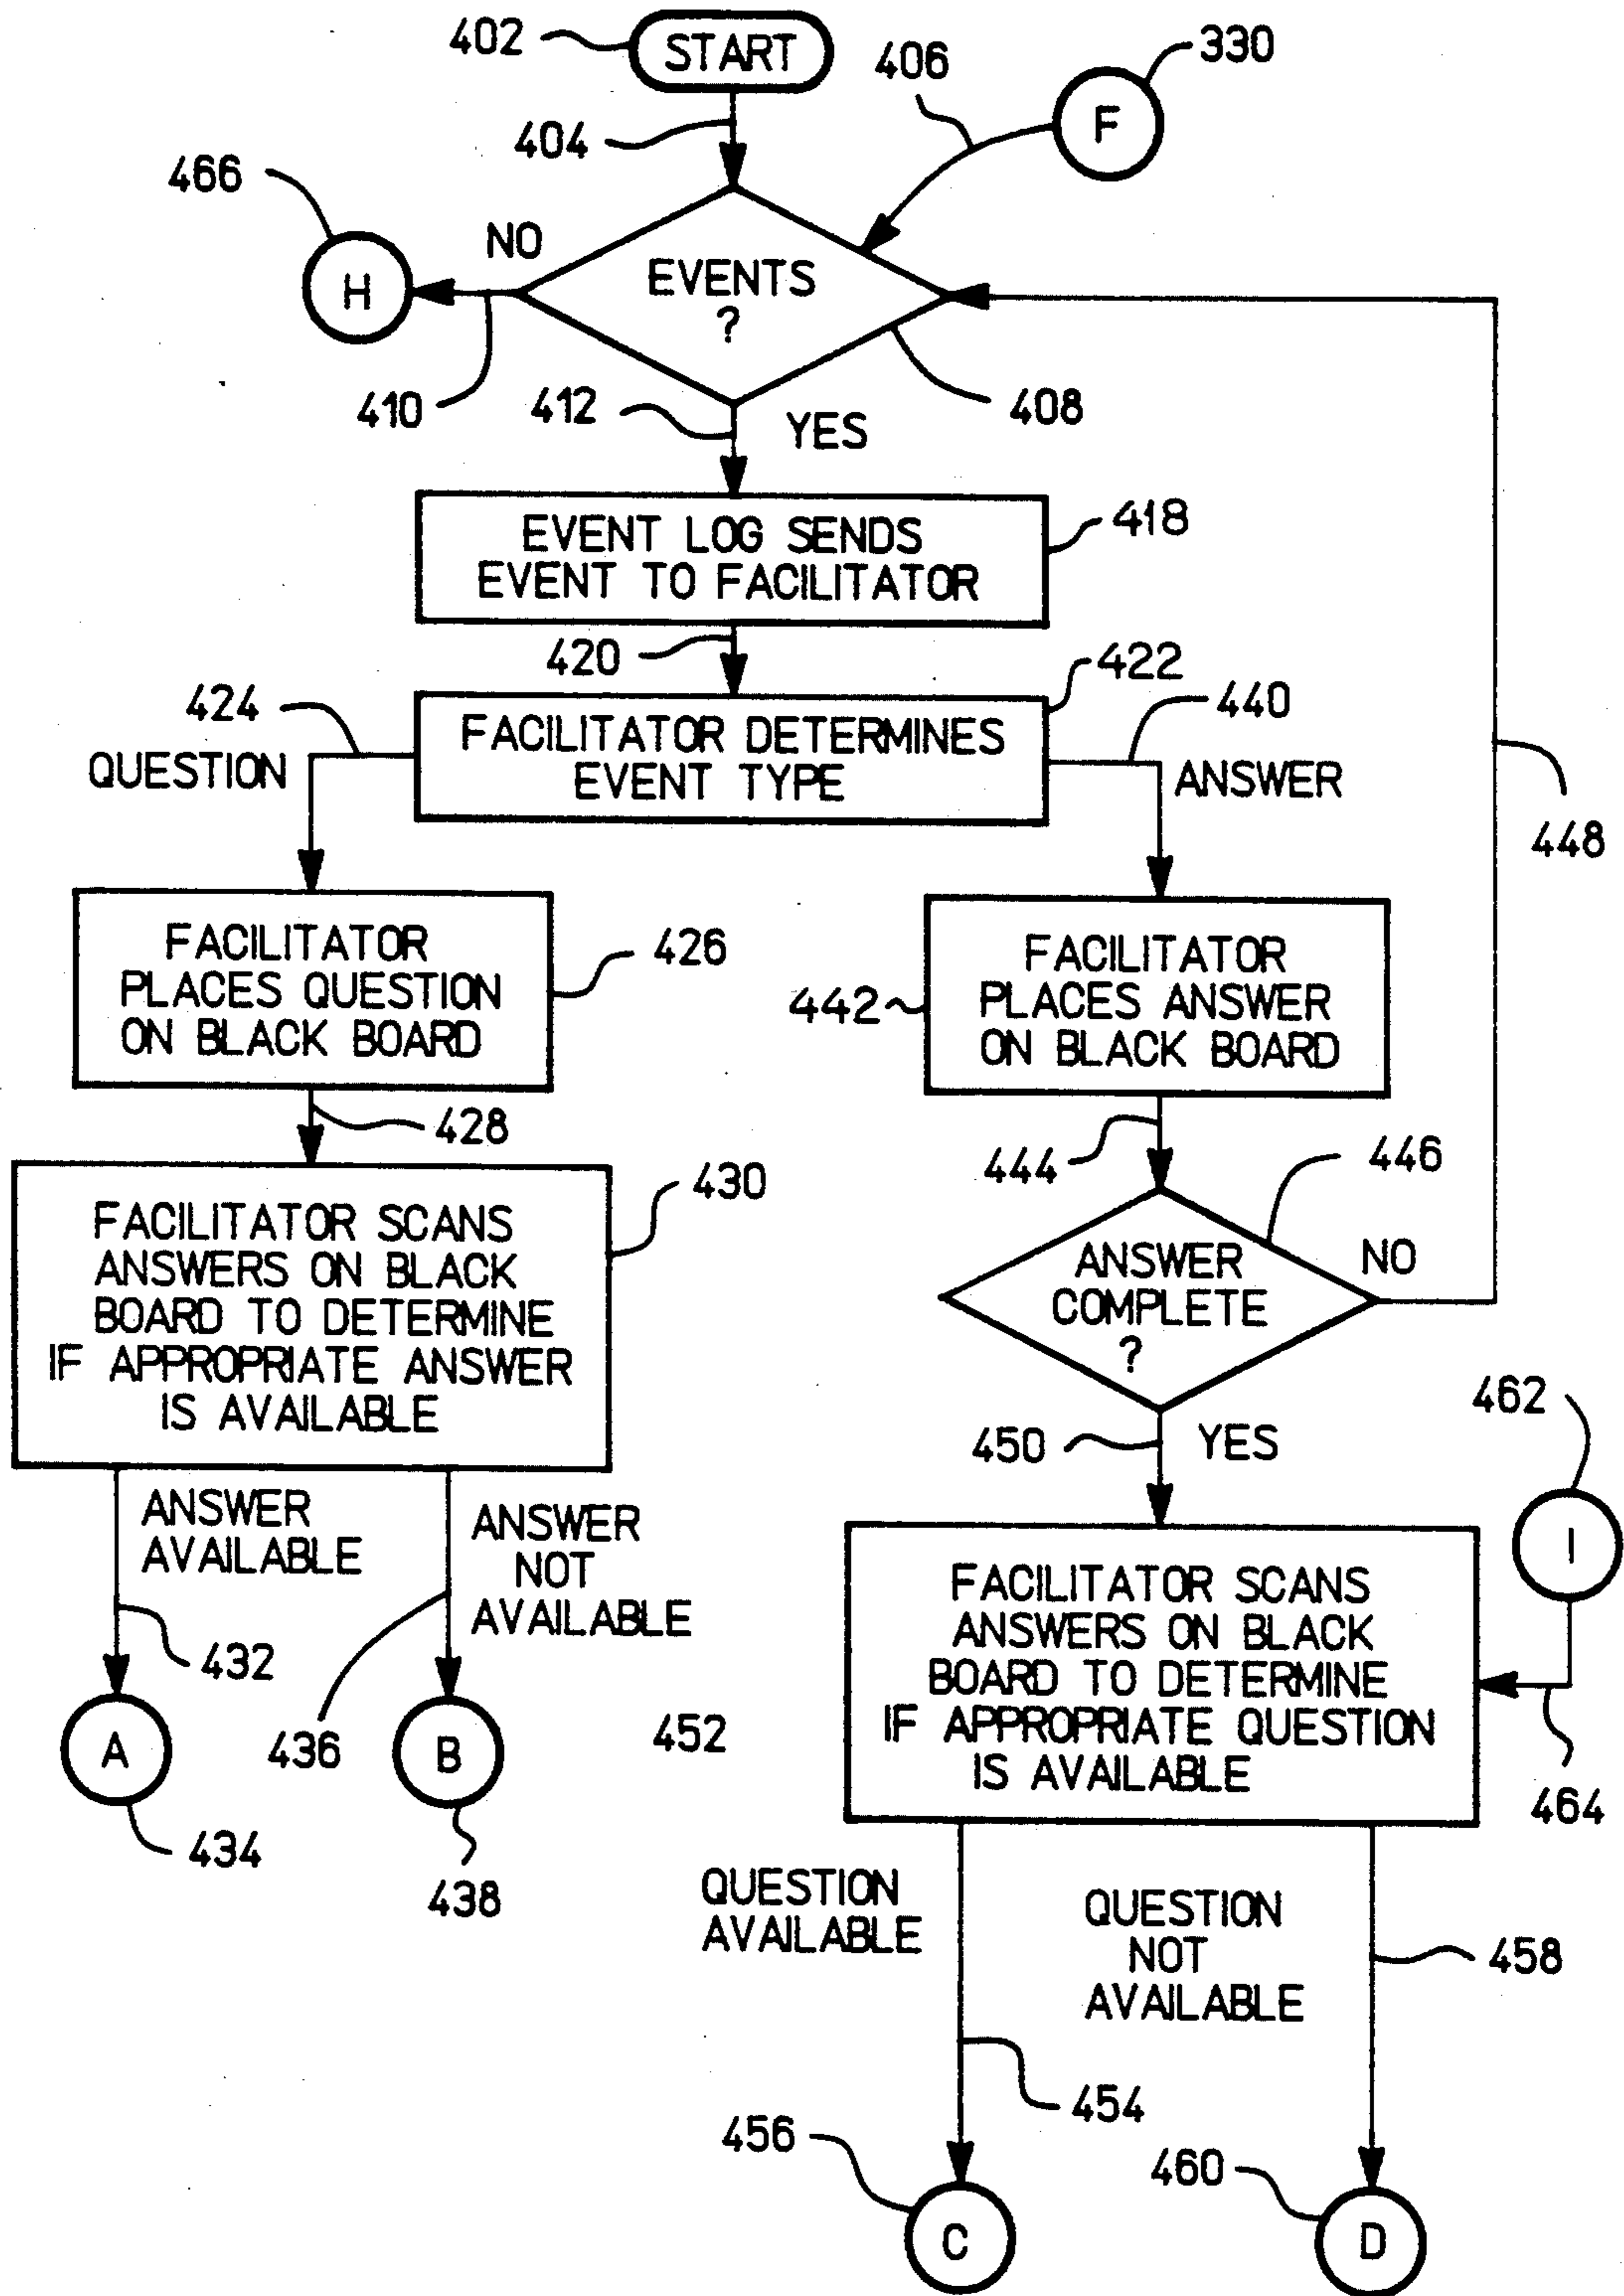 402
START
406
330
F
404
466
NO
H
EVENTS
?
410
412
YES
408
EVENT LOG SENDS
EVENT TO FACILITATOR
418
420
422
424
440
QUESTION
FACILITATOR DETERMINES
EVENT TYPE
ANSWER
448
FACILITATOR
PLACES QUESTION
ON BLACK BOARD
426
442
FACILITATOR
PLACES ANSWER
ON BLACK BOARD
428
444
446
430
FACILITATOR SCANS
ANSWERS ON BLACK
BOARD TO DETERMINE
IF APPROPRIATE ANSWER
IS AVAILABLE
ANSWER
COMPLETE
?
NO
450
YES
462
I
ANSWER
AVAILABLE
ANSWER
NOT
AVAILABLE
432
436
A
B
434
438
452
FACILITATOR SCANS
ANSWERS ON BLACK
BOARD TO DETERMINE
IF APPROPRIATE QUESTION
IS AVAILABLE
464
QUESTION
AVAILABLE
QUESTION
NOT
AVAILABLE
458
454
456
460
C
D